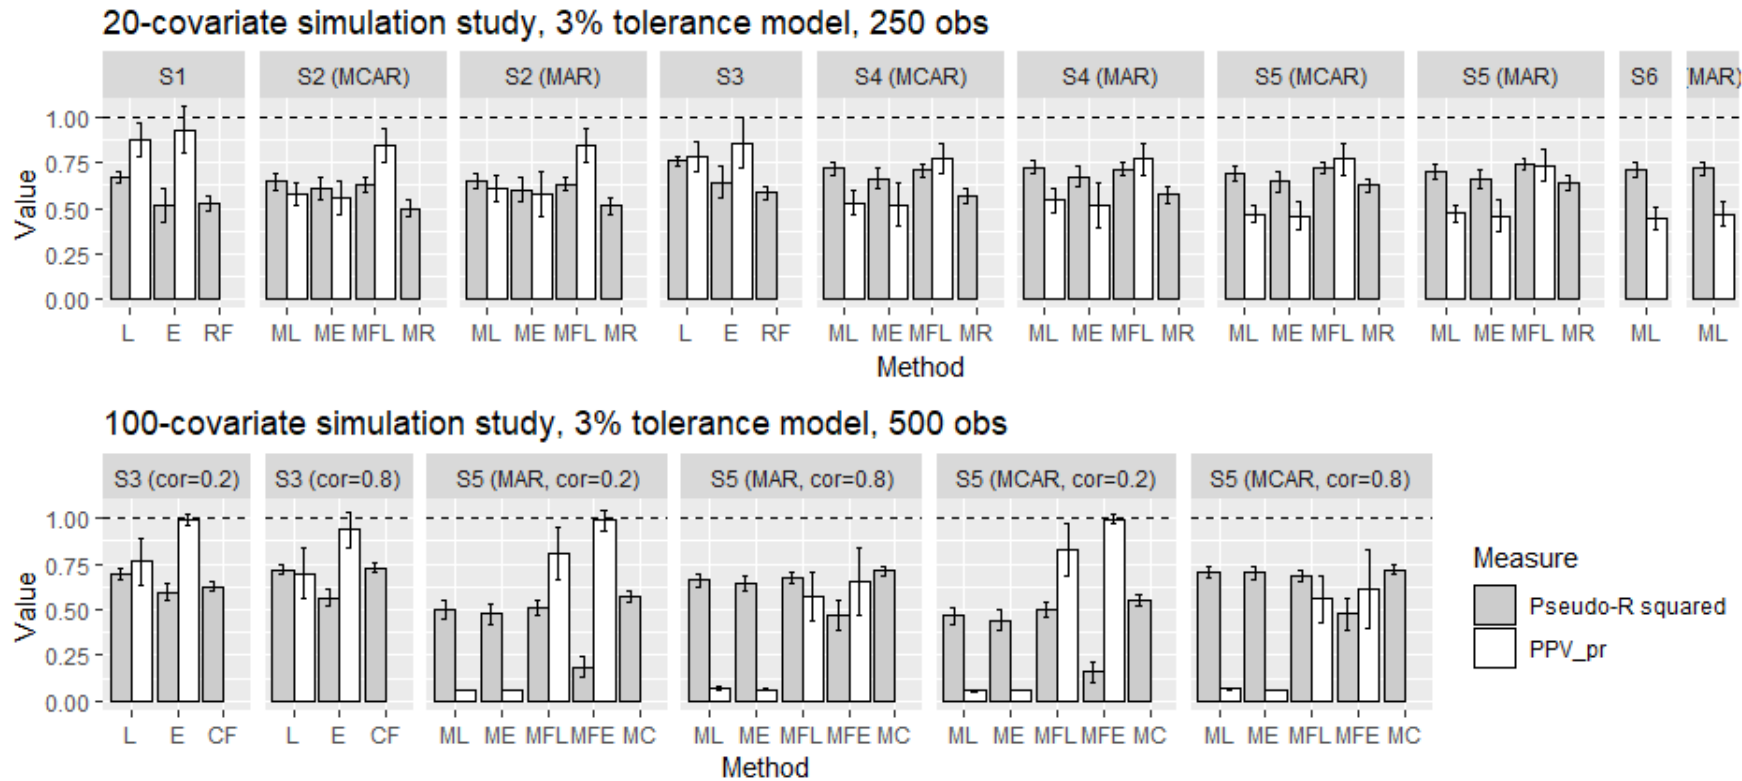 20-covariate simulation study, 3% tolerance model, 250 obs
S1 S2 (MCAR) S2 (MAR) S3 S4 (MCAR) S4 (MAR) S5 (MCAR) S5 (MAR) S6 (MAR)
Value
1.00
0.75
0.50
0.25
0.00
L E RF ML ME MFL MR ML ME MFL MR L E RF ML ME MFL MR ML ME MFL MR ML ME MFL MR ML ME MFL MR ML ML
Method
100-covariate simulation study, 3% tolerance model, 500 obs
S3 (cor=0.2) S3 (cor=0.8) S5 (MAR, cor=0.2) S5 (MAR, cor=0.8) S5 (MCAR, cor=0.2) S5 (MCAR, cor=0.8)
Value
1.00
0.75
0.50
0.25
0.00
L E CF L E CF ML ME MFL MFE MC ML ME MFL MFE MC ML ME MFL MFE MC ML ME MFL MFE MC
Method
Measure
Pseudo-R squared
PPV_pr